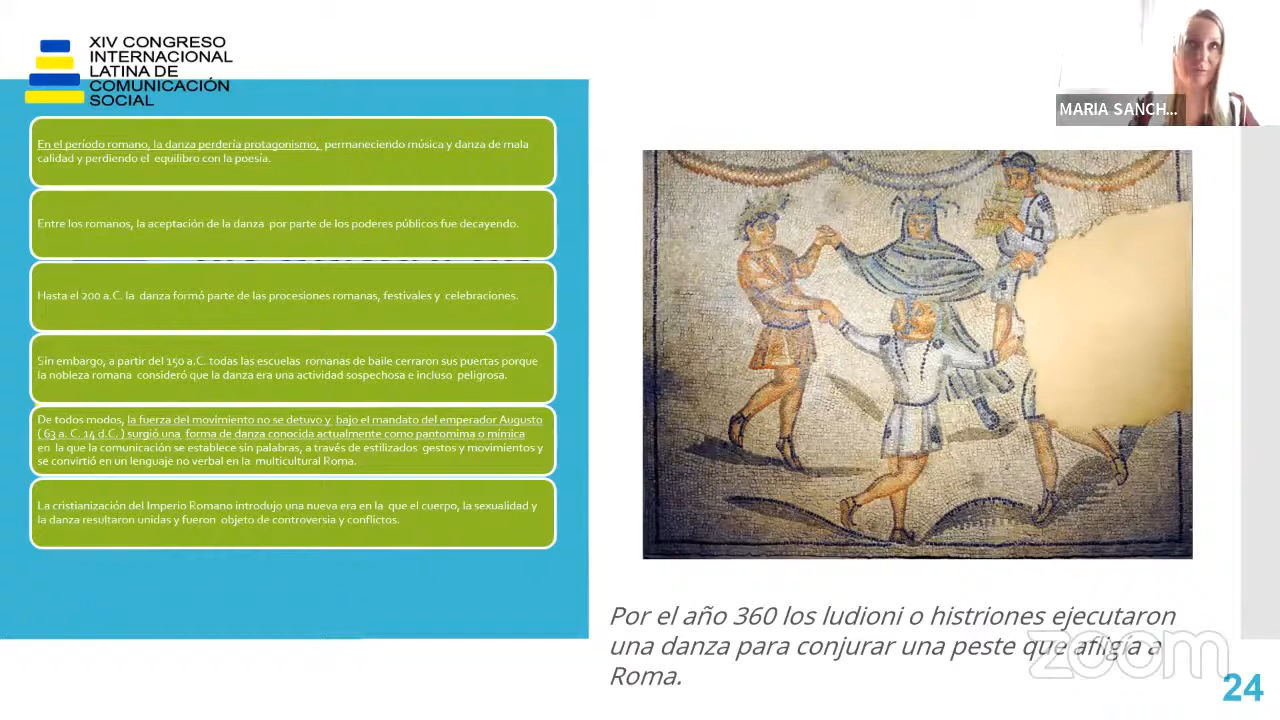 XIV CONGRESO
INTERNACIONAL
LATINA DE
COMUNICACIÓN
SOCIAL
MARIA SANCH...
En el período romano, la danza perdería protagonismo, permaneciendo música y danza de mala
calidad y perdiendo el equilibro con la poesía.
Entre los romanos, la aceptación de la danza por parte de los poderes públicos fue decayendo.
Hasta el 200 a.C. la danza formó parte de las procesiones romanas, festivales y celebraciones.
Sin embargo, a partir del 150 a.C. todas las escuelas romanas de baile cerraron sus puertas porque
la nobleza romana consideró que la danza era una actividad sospechosa e incluso peligrosa.
De todos modos, la fuerza del movimiento no se detuvo y bajo el mandato del emperador Augusto
(63 a. C. 14 d.C.) surgió una forma de danza conocida actualmente como pantomima o mímica
en la que la comunicación se establece sin palabras, a través de estilizados gestos y movimientos y
se convirtió en un lenguaje no verbal en la multicultural Roma.
La cristianización del Imperio Romano introdujo una nueva era en la que el cuerpo, la sexualidad y
la danza resultaron unidas y fueron objeto de controversia y conflictos.
Por el año 360 los ludioni o histriones ejecutaron
una danza para conjurar una peste que afligía a
Roma.
zoom
24